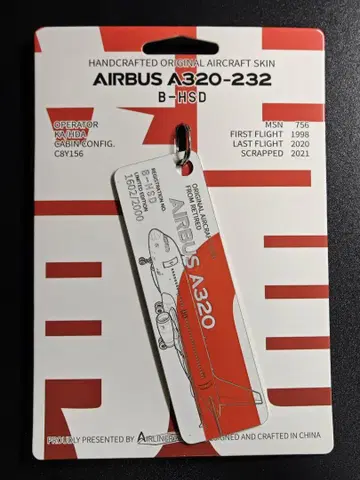 HANDCRAFTED ORIGINAL AIRCRAFT SKIN
AIRBUS A320-232
B-HSD
OPERATOR
KA/HDA
CABIN CONFIG.
C8Y156
MSN 756
FIRST FLIGHT 1998
LAST FLIGHT 2020
SCRAPPED 2021
REGISTRATION NO.
B-HSD
LIMITED EDITION
1602/2000
ORIGINAL AIRCRAFT
FROM RETIRED
AIRBUS A320
PROUDLY PRESENTED BY
AND CRAFTED IN CHINA